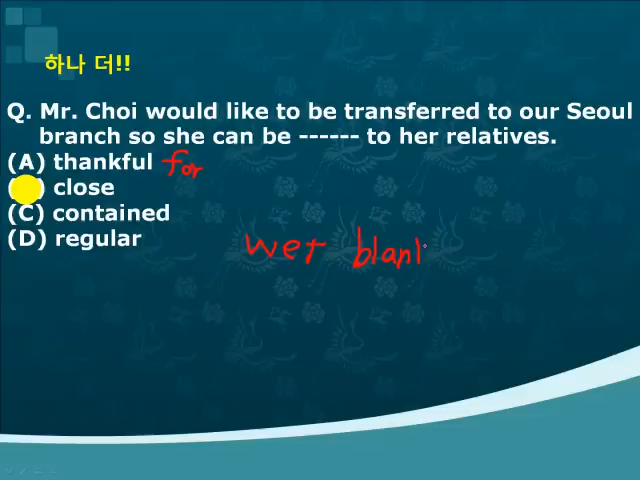 하나 더!!
Q. Mr. Choi would like to be transferred to our Seoul
branch so she can be ------ to her relatives.
(A) thankful for
( ) close
(C) contained
(D) regular
wet